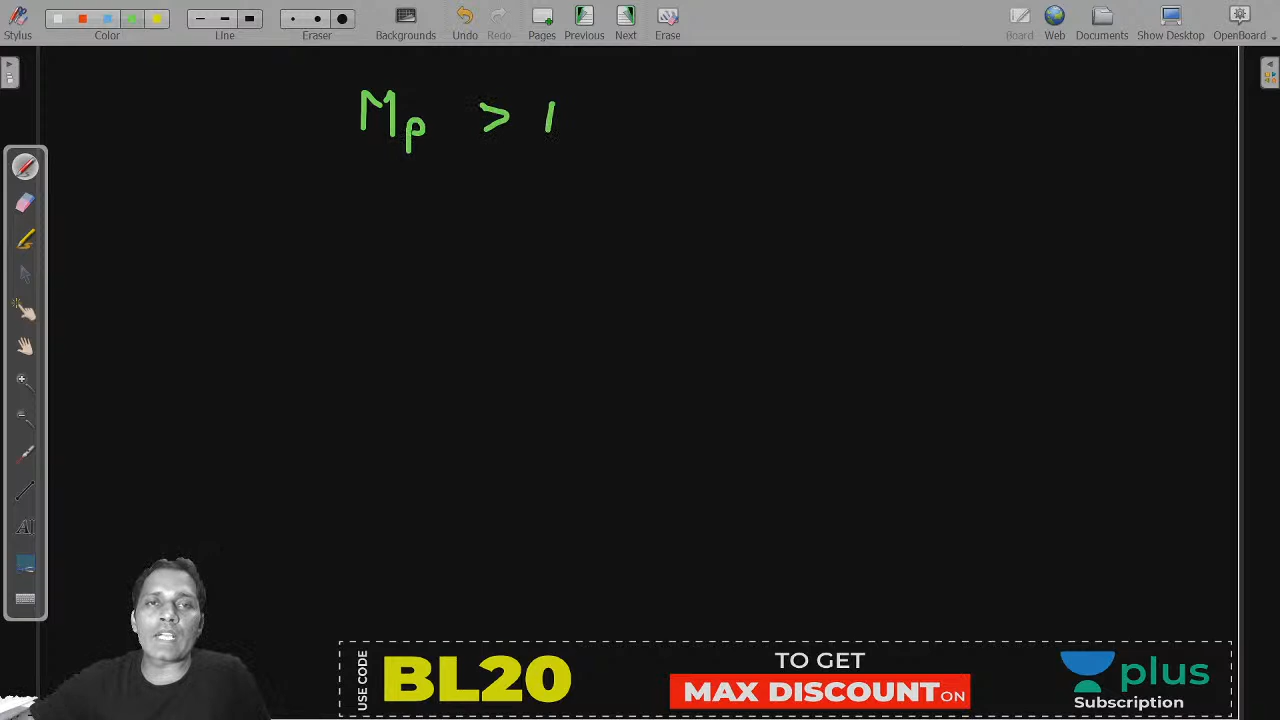 Stylus
Color
Line
Eraser
Backgrounds
Undo
Redo
Pages
Previous
Next
Erase
Board
Web
Documents
Show Desktop
OpenBoard
Mp > 1
AI
USE CODE
BL20
TO GET
MAX DISCOUNT ON
plus
Subscription